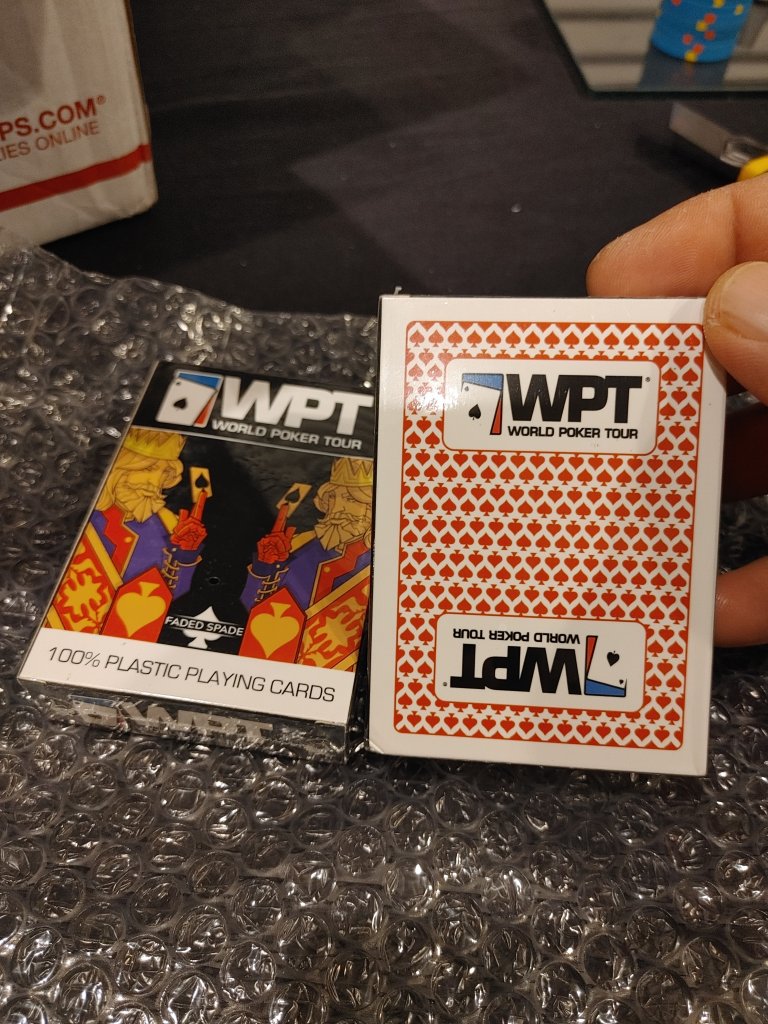 PS.COM®
IES ONLINE
WPT
WORLD POKER TOUR
FADED SPADE
100% PLASTIC PLAYING CARDS
WPT®
WORLD POKER TOUR
WPT®
WORLD POKER TOUR